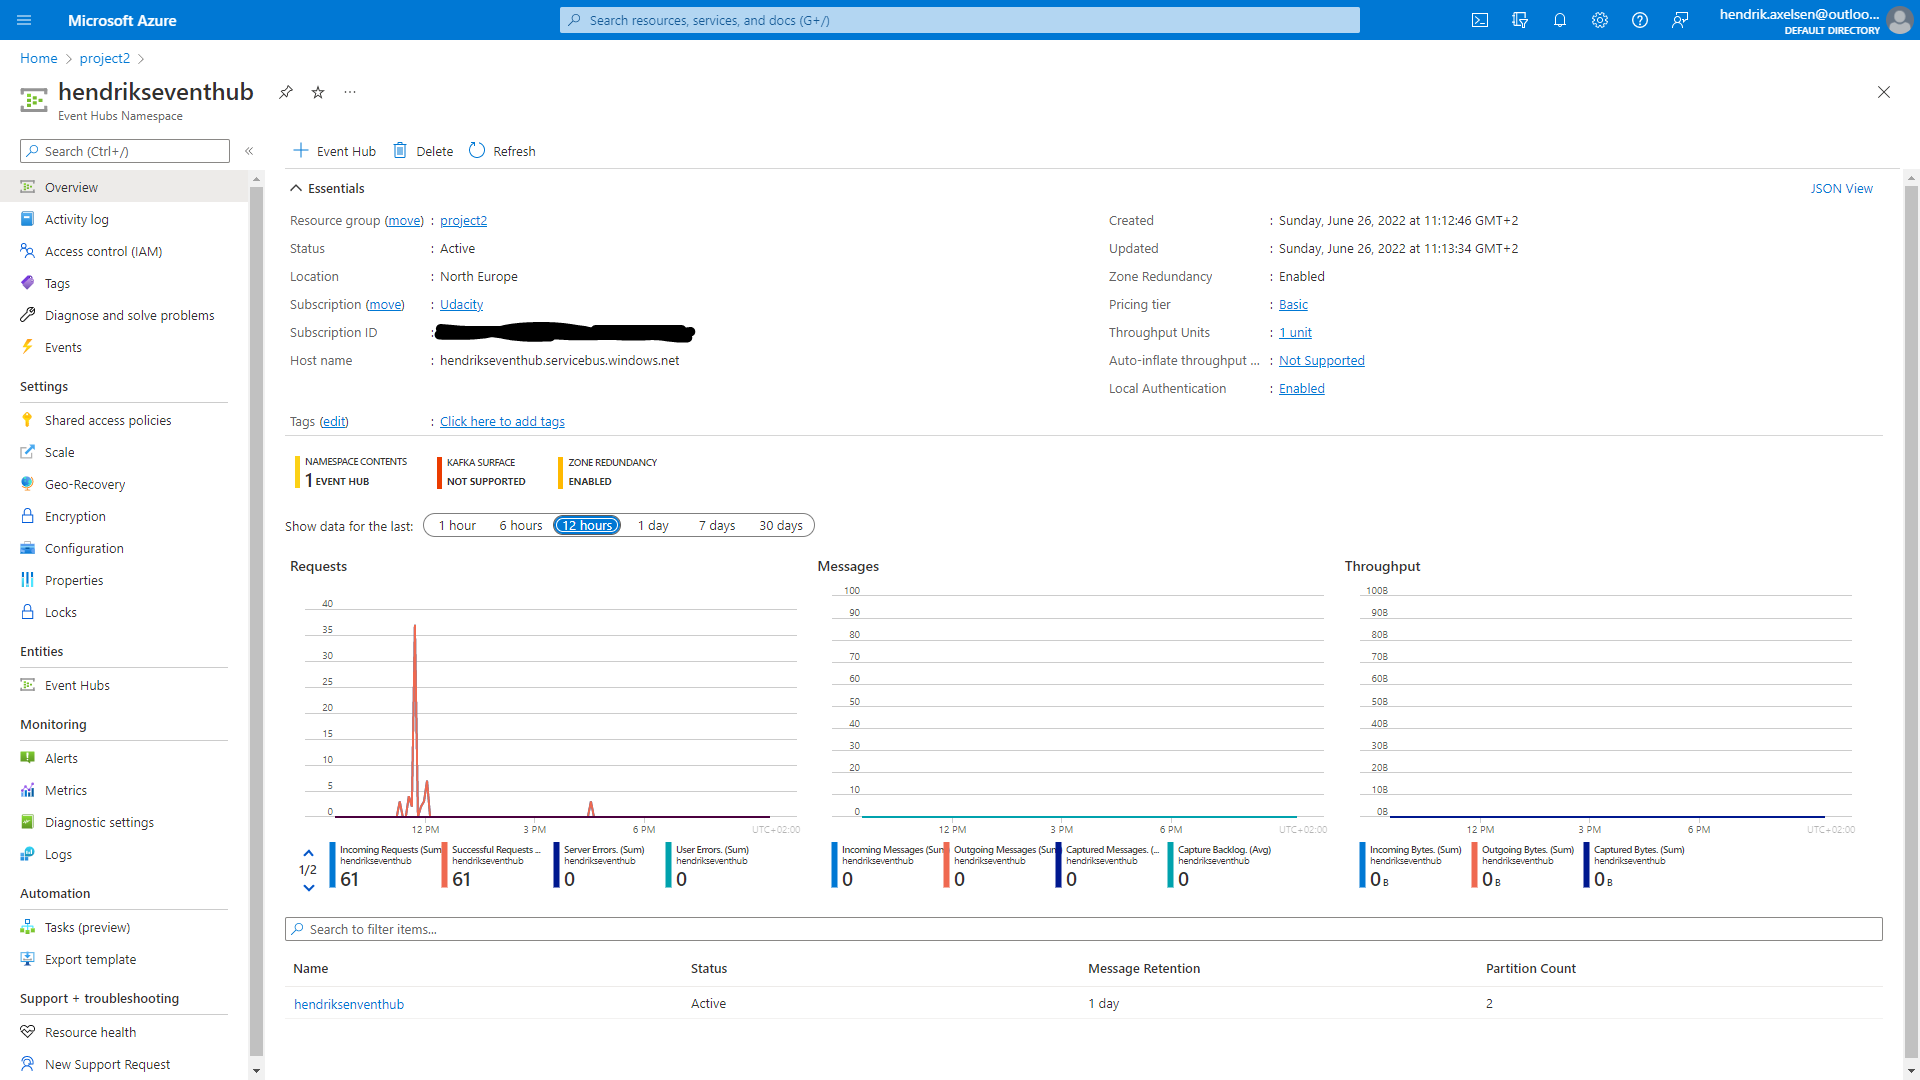 Microsoft Azure
Search resources, services, and docs (G+/)
hendrik.axelsen@outloo...
DEFAULT DIRECTORY
Home > project2 >
hendrikseventhub
Event Hubs Namespace
Search (Ctrl+/)
Overview
Activity log
Access control (IAM)
Tags
Diagnose and solve problems
Events
Settings
Shared access policies
Scale
Geo-Recovery
Encryption
Configuration
Properties
Locks
Entities
Event Hubs
Monitoring
Alerts
Metrics
Diagnostic settings
Logs
Automation
Tasks (preview)
Export template
Support + troubleshooting
Resource health
New Support Request
Event Hub Delete Refresh
Essentials
JSON View
Resource group (move) : project2
Status : Active
Location : North Europe
Subscription (move) : Udacity
Subscription ID :
Host name : hendrikseventhub.servicebus.windows.net
Tags (edit) : Click here to add tags
Created : Sunday, June 26, 2022 at 11:12:46 GMT+2
Updated : Sunday, June 26, 2022 at 11:13:34 GMT+2
Zone Redundancy : Enabled
Pricing tier : Basic
Throughput Units : 1 unit
Auto-inflate throughput ... : Not Supported
Local Authentication : Enabled
NAMESPACE CONTENTS
1 EVENT HUB
KAFKA SURFACE
NOT SUPPORTED
ZONE REDUNDANCY
ENABLED
Show data for the last: 1 hour 6 hours 12 hours 1 day 7 days 30 days
Requests
40
35
30
25
20
15
10
5
0
12 PM 3 PM 6 PM UTC+02:00
1/2
Incoming Requests (Sum
hendrikseventhub
61
Successful Requests ...
hendrikseventhub
61
Server Errors. (Sum)
hendrikseventhub
0
User Errors. (Sum)
hendrikseventhub
0
Messages
100
90
80
70
60
50
40
30
20
10
0
12 PM 3 PM 6 PM UTC+02:00
Incoming Messages (Sum
hendrikseventhub
0
Outgoing Messages (Sum
hendrikseventhub
0
Captured Messages. (...
hendrikseventhub
0
Capture Backlog. (Avg)
hendrikseventhub
0
Throughput
100B
90B
80B
70B
60B
50B
40B
30B
20B
10B
0B
12 PM 3 PM 6 PM UTC+02:00
Incoming Bytes. (Sum)
hendrikseventhub
0 B
Outgoing Bytes. (Sum)
hendrikseventhub
0 B
Captured Bytes. (Sum)
hendrikseventhub
0 B
Search to filter items...
Name Status Message Retention Partition Count
hendriksenventhub Active 1 day 2